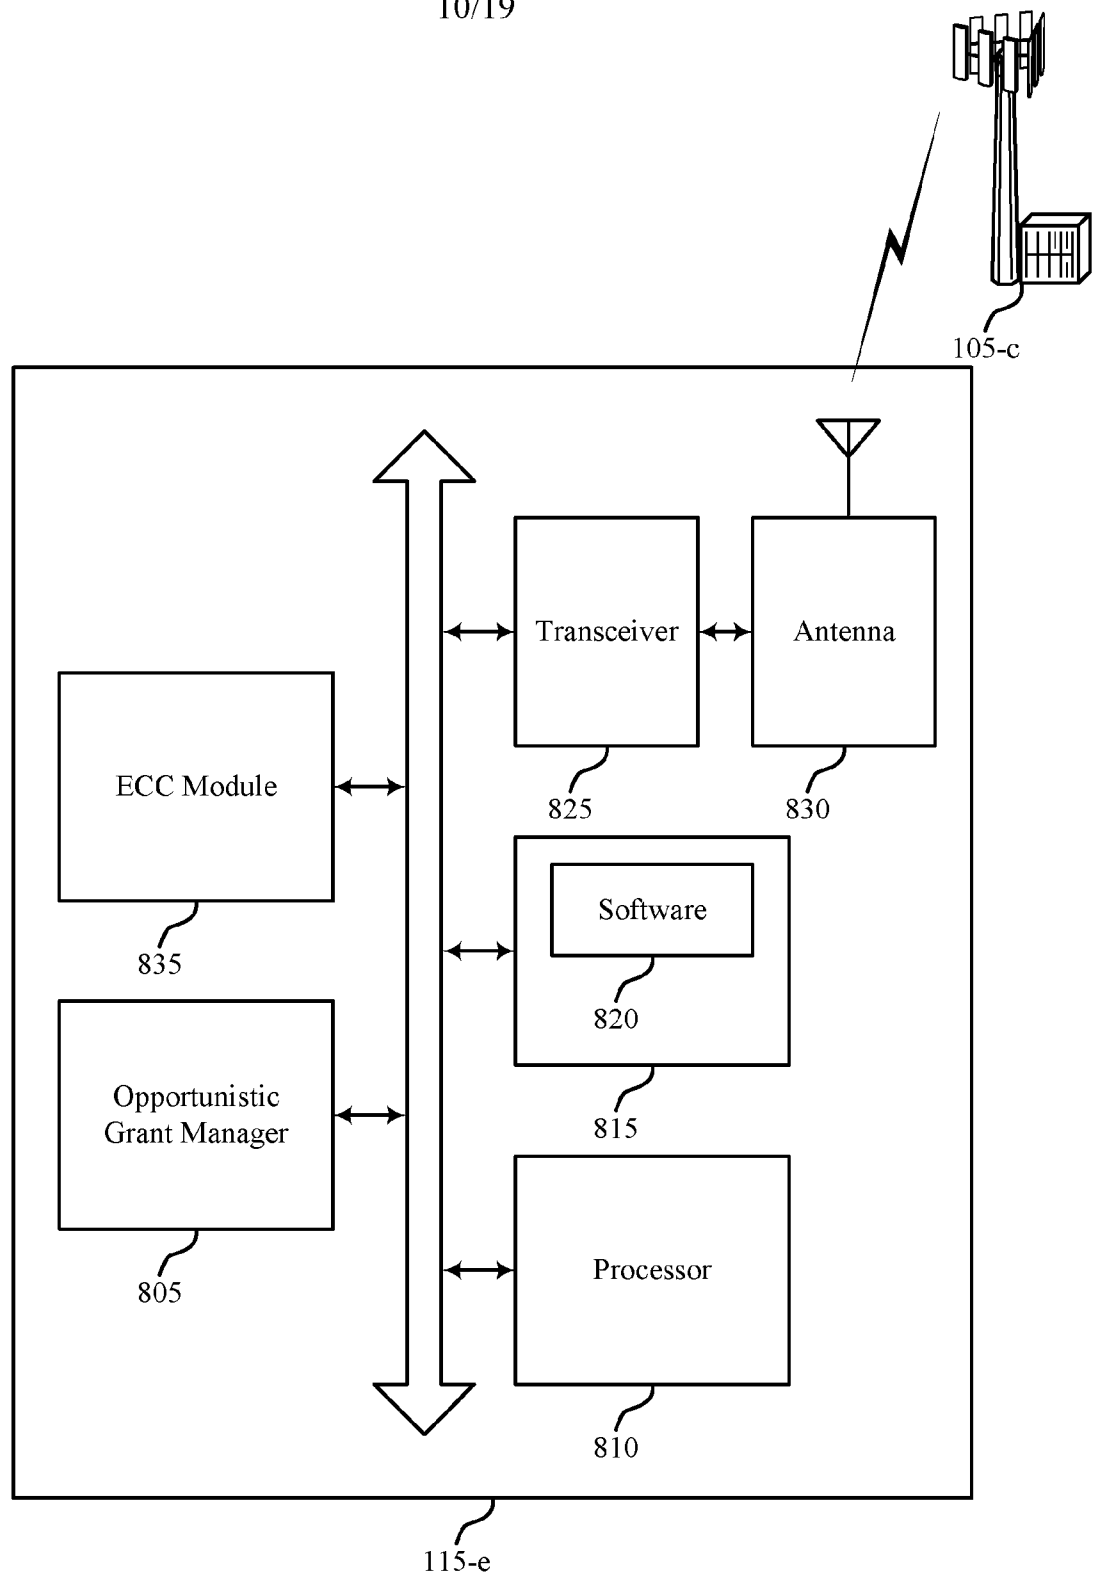 10/19
105-c
Transceiver
Antenna
825
830
ECC Module
835
Software
820
815
Opportunistic
Grant Manager
805
Processor
810
115-e